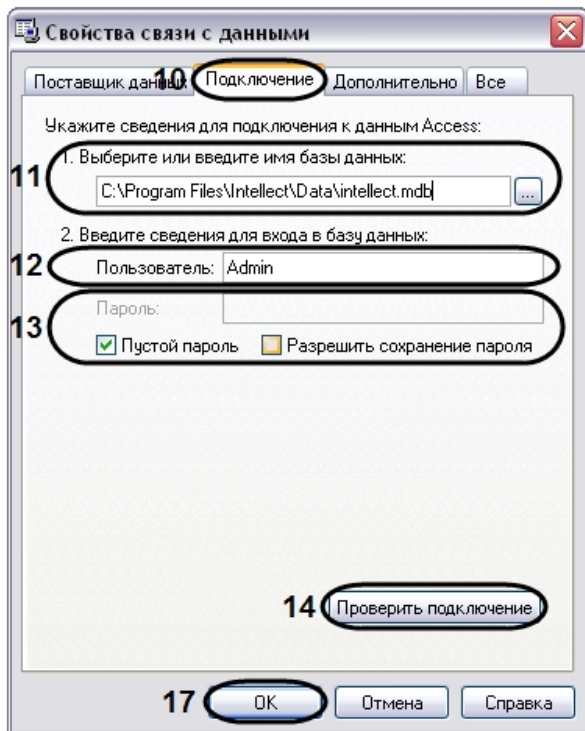 Свойства связи с данными
Поставщик данных 10 Подключение Дополнительно Все
Укажите сведения для подключения к данным Access:
1. Выберите или введите имя базы данных:
11
C:\Program Files\Intellect\Data\intellect.mdb ...
2. Введите сведения для входа в базу данных:
12 Пользователь: Admin
Пароль:
13
Пустой пароль Разрешить сохранение пароля
14 Проверить подключение
17 OK Отмена Справка